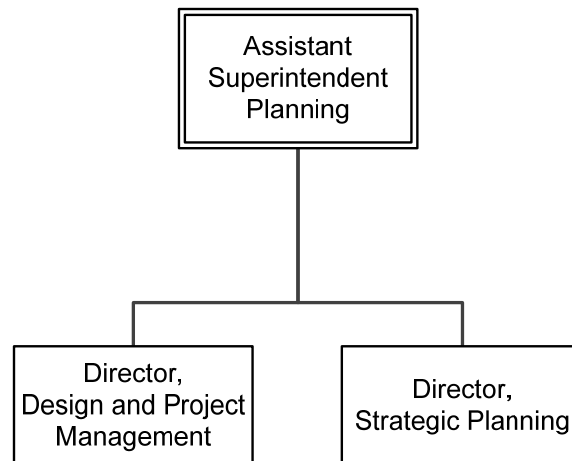 Assistant
Superintendent
Planning
Director,
Design and Project
Management
Director,
Strategic Planning